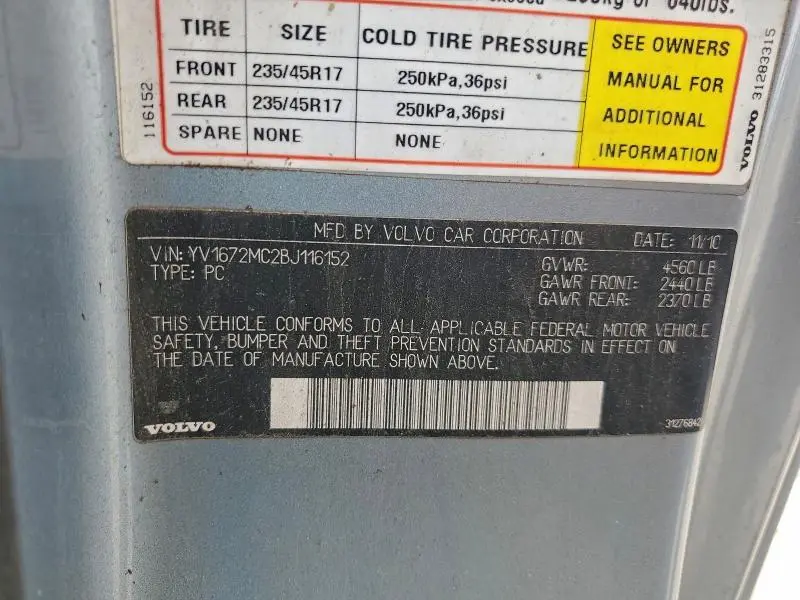 or 640lbs.
TIRE SIZE COLD TIRE PRESSURE SEE OWNERS
FRONT 235/45R17 250kPa,36psi MANUAL FOR
REAR 235/45R17 250kPa,36psi ADDITIONAL
SPARE NONE NONE INFORMATION
116152
VOLVO 31283315
MFD BY VOLVO CAR CORPORATION DATE: 11/10
VIN: YV1672MC2BJ116152 GVWR: 4560 LB
TYPE: PC GAWR FRONT: 2440 LB
GAWR REAR: 2370 LB
THIS VEHICLE CONFORMS TO ALL APPLICABLE FEDERAL MOTOR VEHICLE
SAFETY, BUMPER AND THEFT PREVENTION STANDARDS IN EFFECT ON
THE DATE OF MANUFACTURE SHOWN ABOVE.
VOLVO 31276842